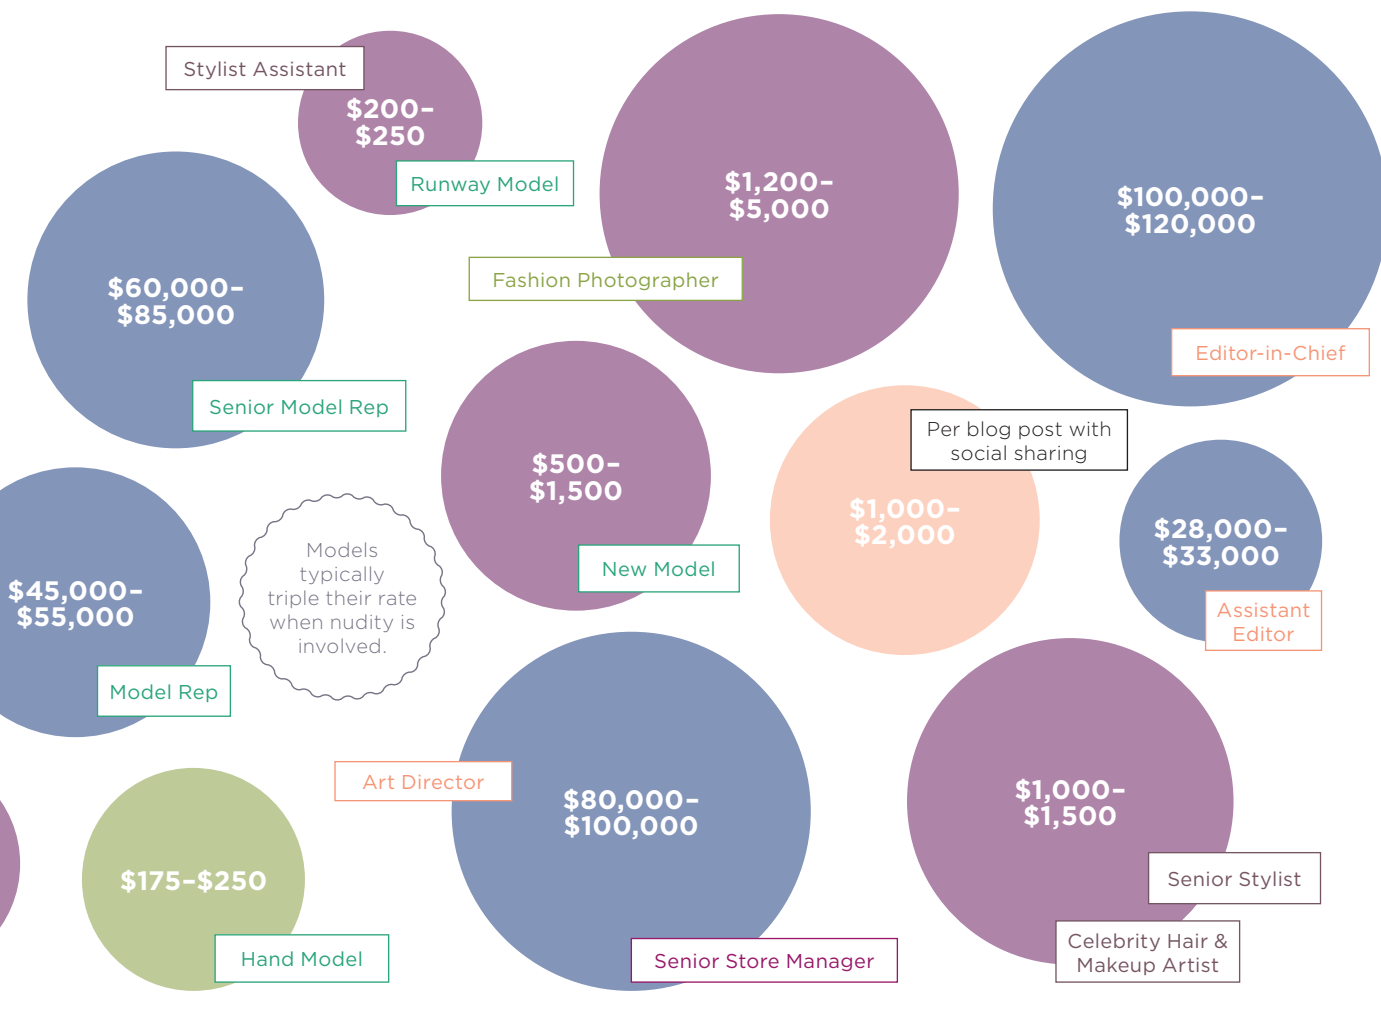 Stylist Assistant
$200–
$250
Runway Model
$1,200–
$5,000
Fashion Photographer
$100,000–
$120,000
Editor-in-Chief
$60,000–
$85,000
Senior Model Rep
$500–
$1,500
New Model
Per blog post with
social sharing
$1,000–
$2,000
$28,000–
$33,000
Assistant
Editor
$45,000–
$55,000
Model Rep
Models
typically
triple their rate
when nudity is
involved.
Art Director
$80,000–
$100,000
Senior Store Manager
$1,000–
$1,500
Senior Stylist
Celebrity Hair &
Makeup Artist
$175–$250
Hand Model